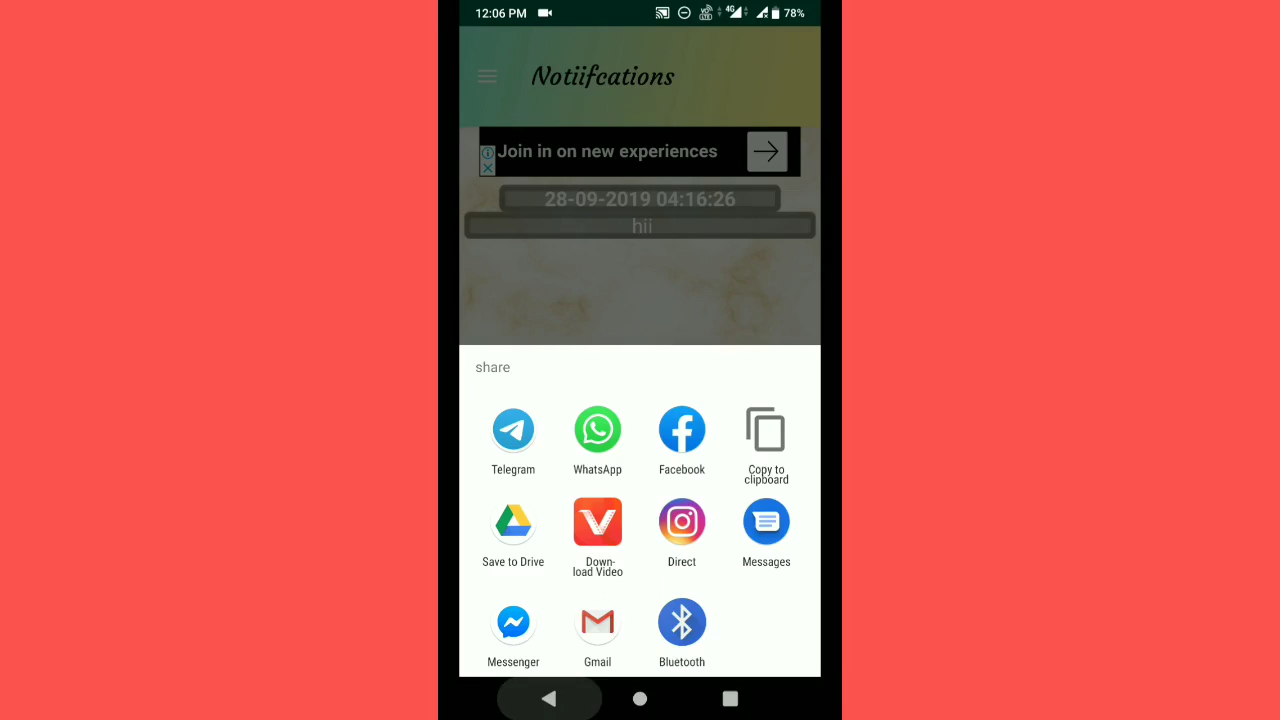 12:06 PM 4G 78%
Notiifcations
Join in on new experiences
28-09-2019 04:16:26
hii
share
Telegram WhatsApp Facebook Copy to
clipboard
Save to Drive Down-
load Video Direct Messages
Messenger Gmail Bluetooth